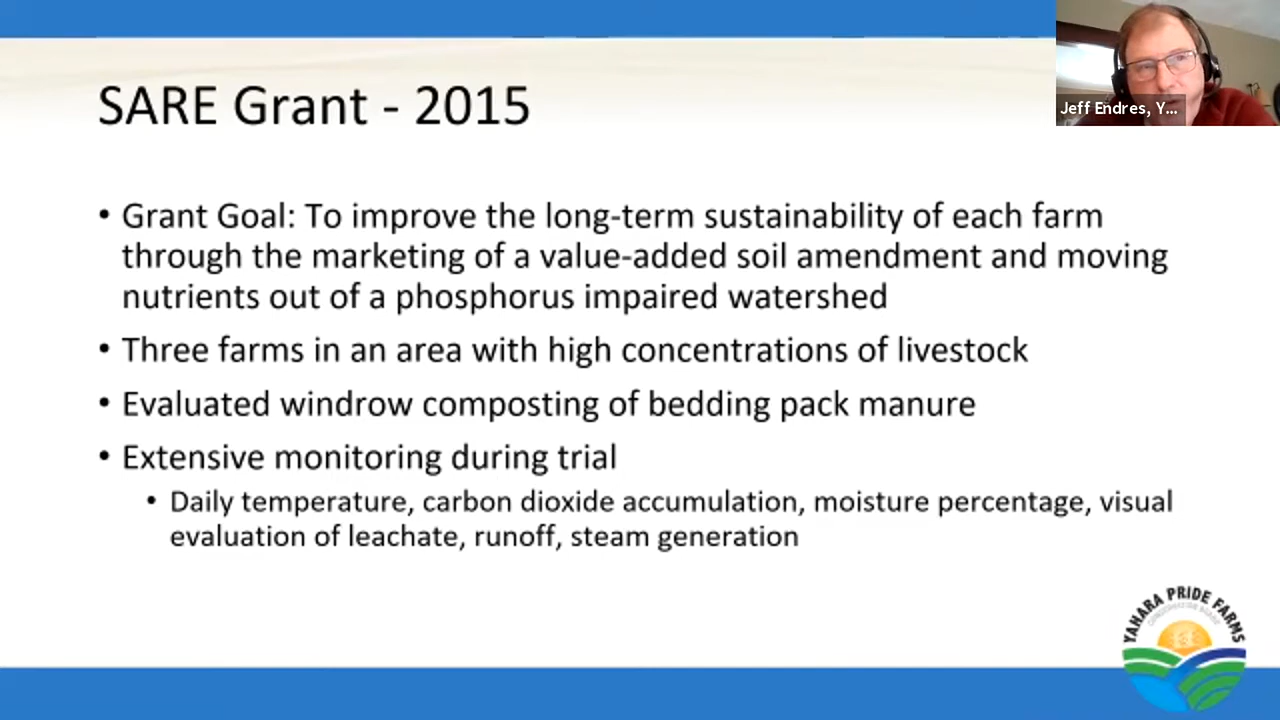 SARE Grant - 2015
Jeff Endres, Y...
• Grant Goal: To improve the long-term sustainability of each farm
through the marketing of a value-added soil amendment and moving
nutrients out of a phosphorus impaired watershed
• Three farms in an area with high concentrations of livestock
• Evaluated windrow composting of bedding pack manure
• Extensive monitoring during trial
• Daily temperature, carbon dioxide accumulation, moisture percentage, visual
evaluation of leachate, runoff, steam generation
YAHARA PRIDE FARMS